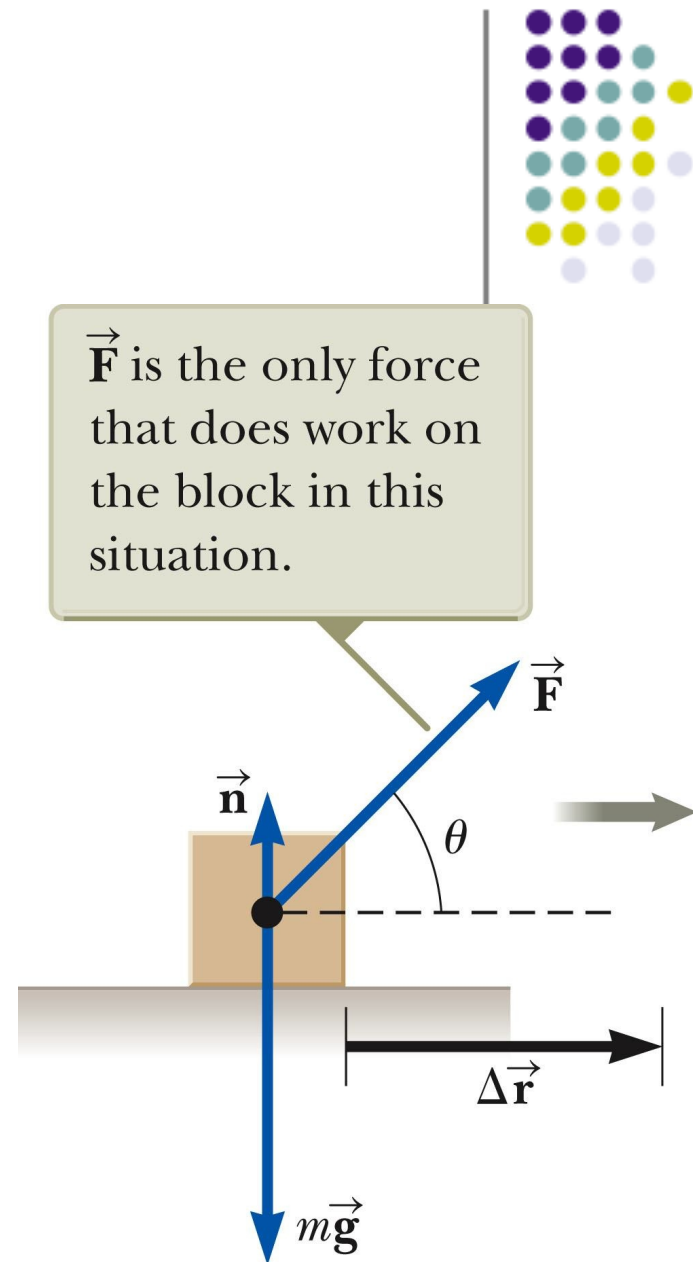 F⃗ is the only force
that does work on
the block in this
situation.
F⃗
n⃗
θ
Δr⃗
mg⃗